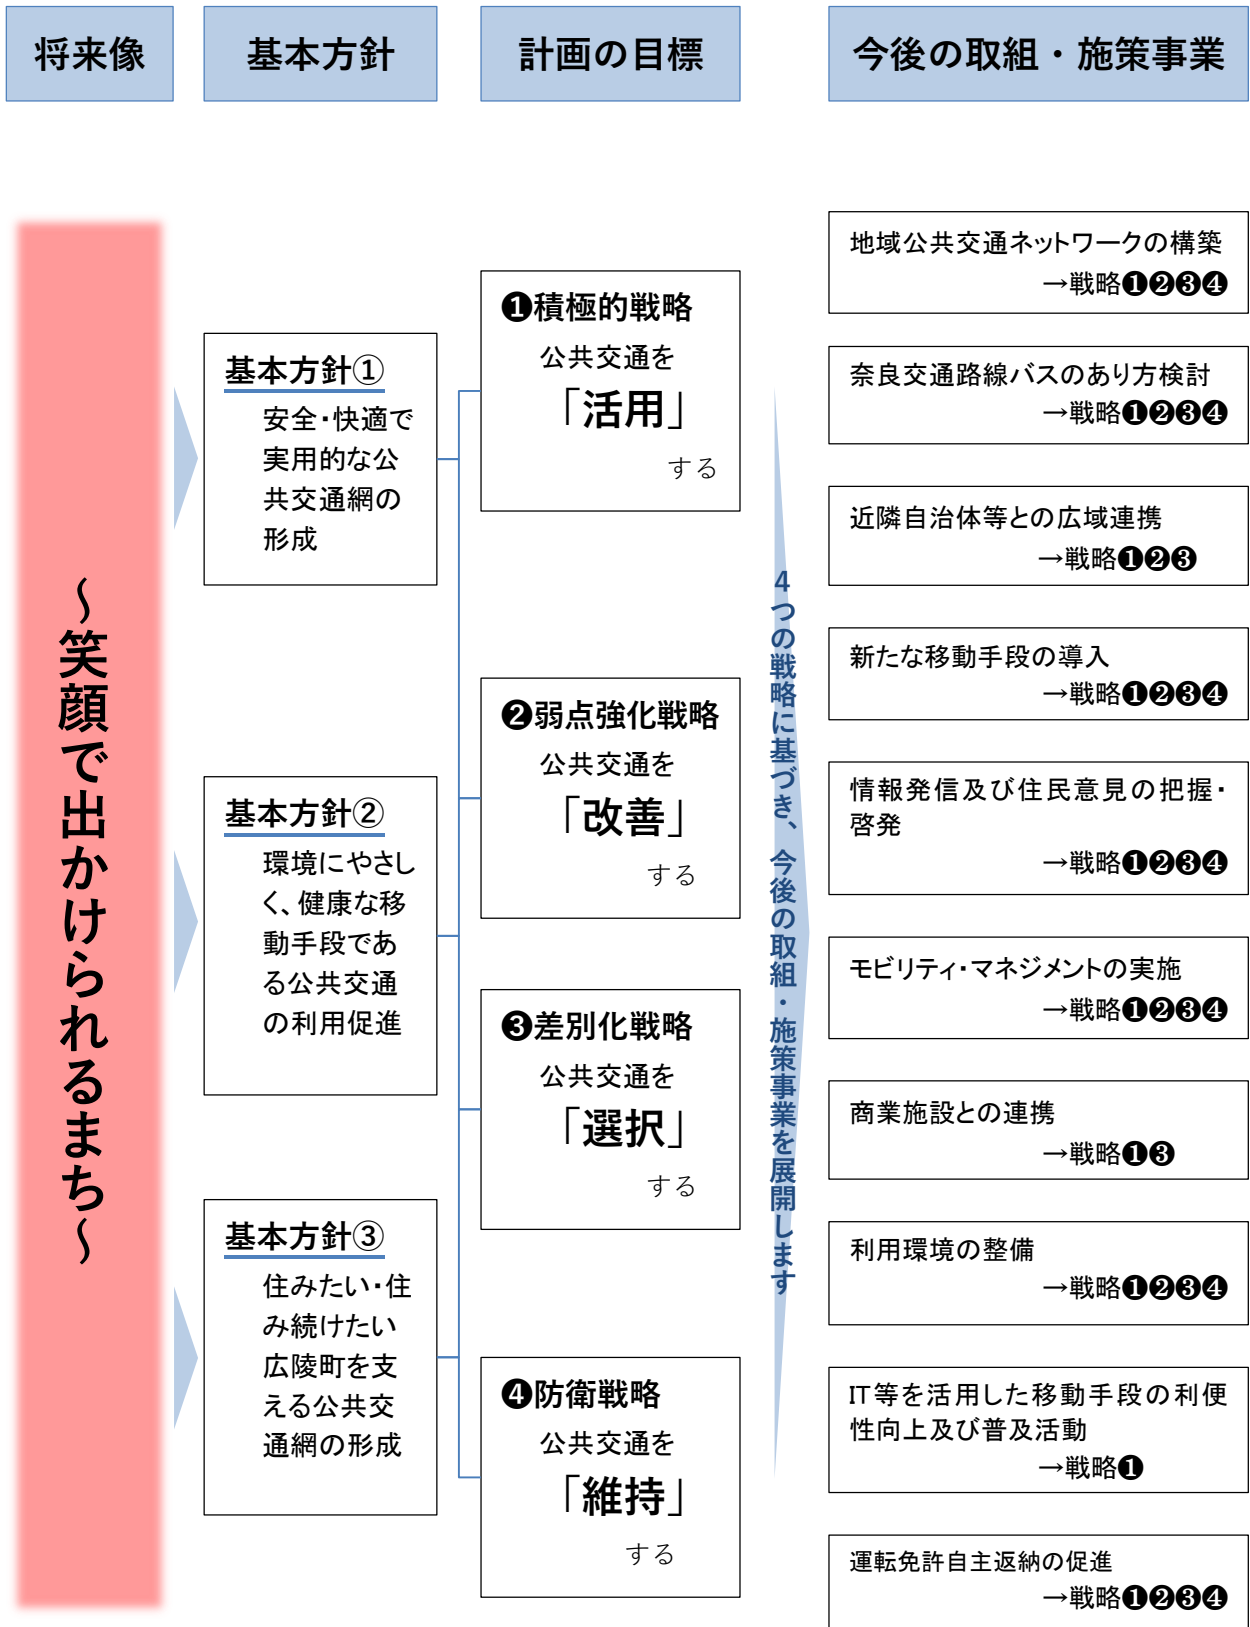 将来像
基本方針
計画の目標
今後の取組・施策事業
～笑顔で出かけられるまち～
基本方針①
安全・快適で
実用的な公
共交通網の
形成
基本方針②
環境にやさし
く、健康な移
動手段であ
る公共交通
の利用促進
基本方針③
住みたい・住
み続けたい
広陵町を支
える公共交
通網の形成
❶積極的戦略
公共交通を
「活用」
する
❷弱点強化戦略
公共交通を
「改善」
する
❸差別化戦略
公共交通を
「選択」
する
❹防衛戦略
公共交通を
「維持」
する
4つの戦略に基づき、今後の取組・施策事業を展開します
地域公共交通ネットワークの構築
→戦略❶❷❸❹
奈良交通路線バスのあり方検討
→戦略❶❷❸❹
近隣自治体等との広域連携
→戦略❶❷❸
新たな移動手段の導入
→戦略❶❷❸❹
情報発信及び住民意見の把握・
啓発
→戦略❶❷❸❹
モビリティ・マネジメントの実施
→戦略❶❷❸❹
商業施設との連携
→戦略❶❸
利用環境の整備
→戦略❶❷❸❹
IT等を活用した移動手段の利便
性向上及び普及活動
→戦略❶
運転免許自主返納の促進
→戦略❶❷❸❹